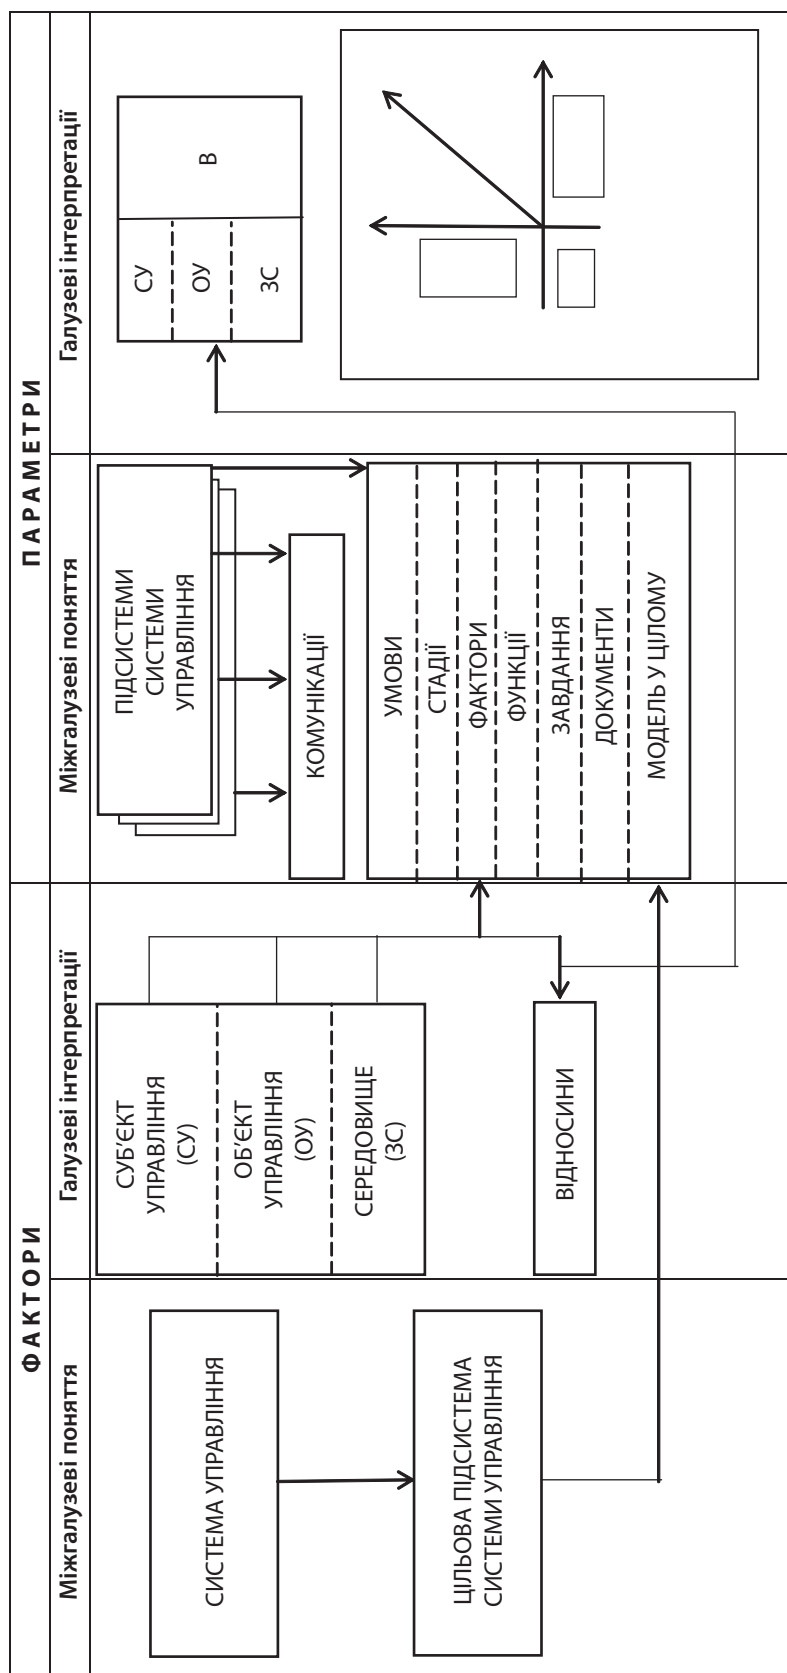 ФАКТОРИ
ПАРАМЕТРИ
Міжгалузеві поняття
Галузеві інтерпретації
Міжгалузеві поняття
Галузеві інтерпретації
СИСТЕМА УПРАВЛІННЯ
ЦІЛЬОВА ПІДСИСТЕМА
СИСТЕМИ УПРАВЛІННЯ
СУБ’ЄКТ
УПРАВЛІННЯ
(СУ)
ОБ’ЄКТ
УПРАВЛІННЯ
(ОУ)
СЕРЕДОВИЩЕ
(ЗС)
ВІДНОСИНИ
ПІДСИСТЕМИ
СИСТЕМИ
УПРАВЛІННЯ
КОМУНІКАЦІЇ
УМОВИ
СТАДІЇ
ФАКТОРИ
ФУНКЦІЇ
ЗАВДАННЯ
ДОКУМЕНТИ
МОДЕЛЬ У ЦІЛОМУ
СУ
ОУ
ЗС
В